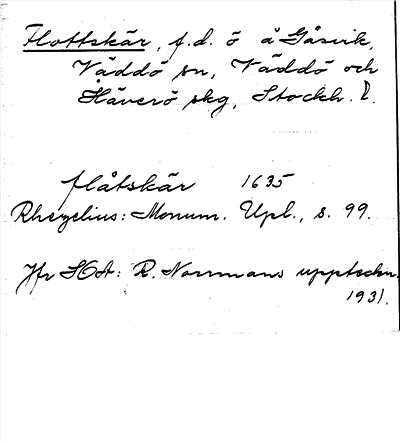 Flottskär, f.d. ö å Gåsvik,
Väddö sn, Väddö och
Häverö skg, Stockh. l.
flåtskär 1635
Rhezelius: Monum. Upl., s. 99.
Jfr SOA: R. Norrmans uppteckn.
1931.